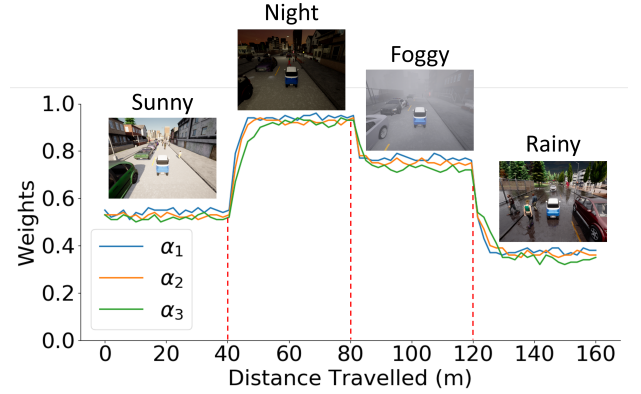 Night
Foggy
Sunny
Rainy
Weights
1.0
0.8
0.6
0.4
0.2
0.0
α₁
α₂
α₃
0 20 40 60 80 100 120 140 160
Distance Travelled (m)